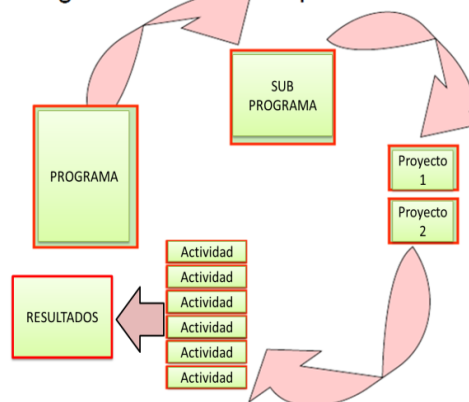 SUB
PROGRAMA
PROGRAMA
Proyecto
1
Proyecto
2
Actividad
Actividad
Actividad
Actividad
Actividad
Actividad
RESULTADOS